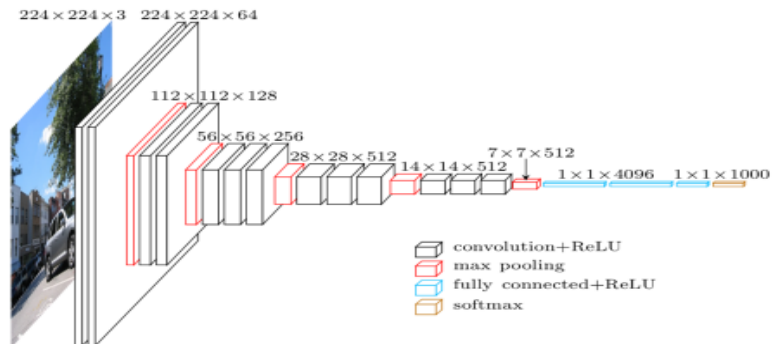 224×224×3 224×224×64
112×112×128
56×56×256
28×28×512
14×14×512
7×7×512
1×1×4096 1×1×1000
convolution+ReLU
max pooling
fully connected+ReLU
softmax